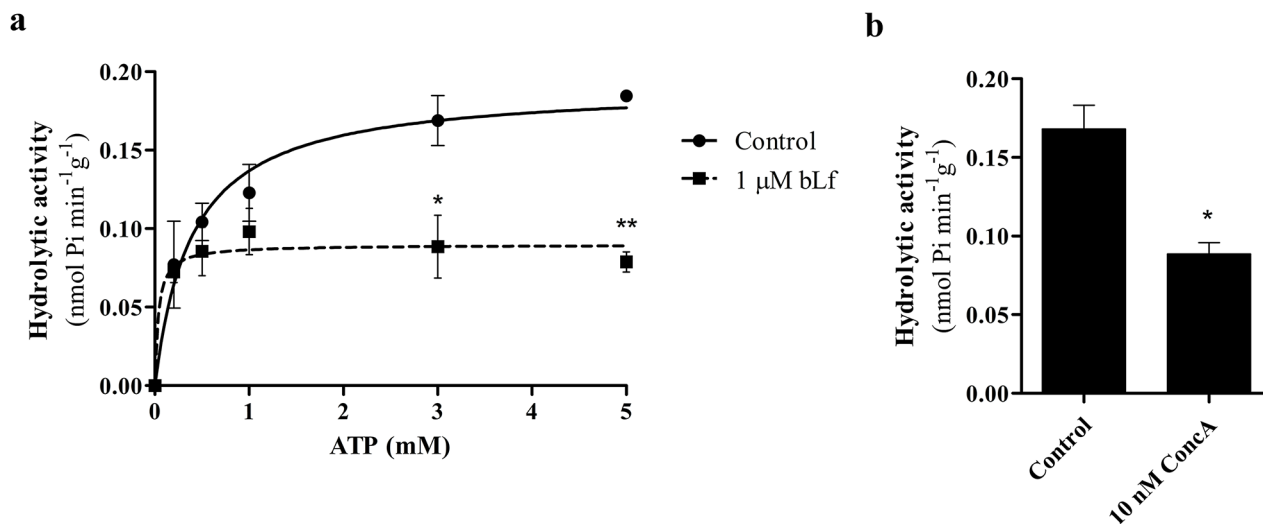 a
Hydrolytic activity
(nmol Pi min⁻¹g⁻¹)
0.20
0.15
0.10
0.05
0.00
0
1
2
3
4
5
ATP (mM)
*
**
Control
1 μM bLf
b
Hydrolytic activity
(nmol Pi min⁻¹g⁻¹)
0.20
0.15
0.10
0.05
0.00
*
Control
10 nM ConcA